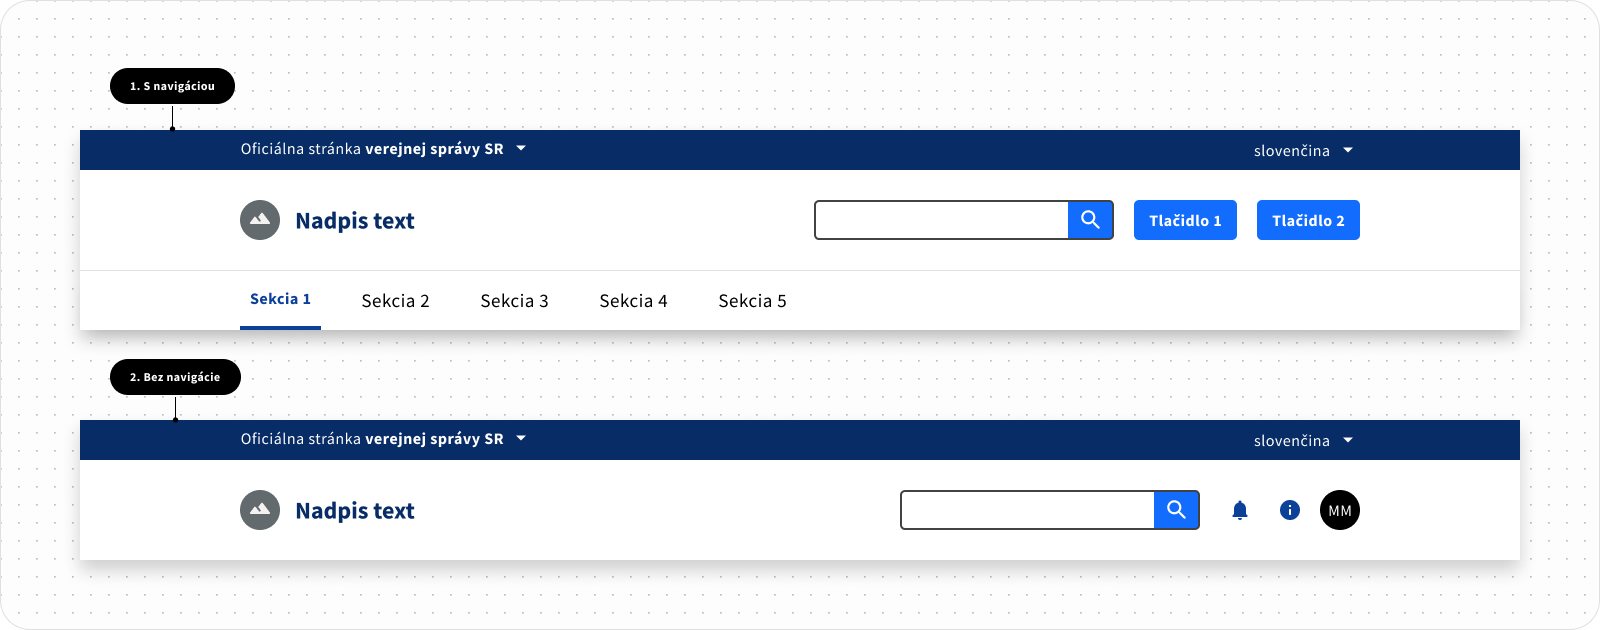 1. S navigáciou
Oficiálna stránka verejnej správy SR
slovenčina
Nadpis text
Tlačidlo 1
Tlačidlo 2
Sekcia 1
Sekcia 2
Sekcia 3
Sekcia 4
Sekcia 5
2. Bez navigácie
Oficiálna stránka verejnej správy SR
slovenčina
Nadpis text
MM